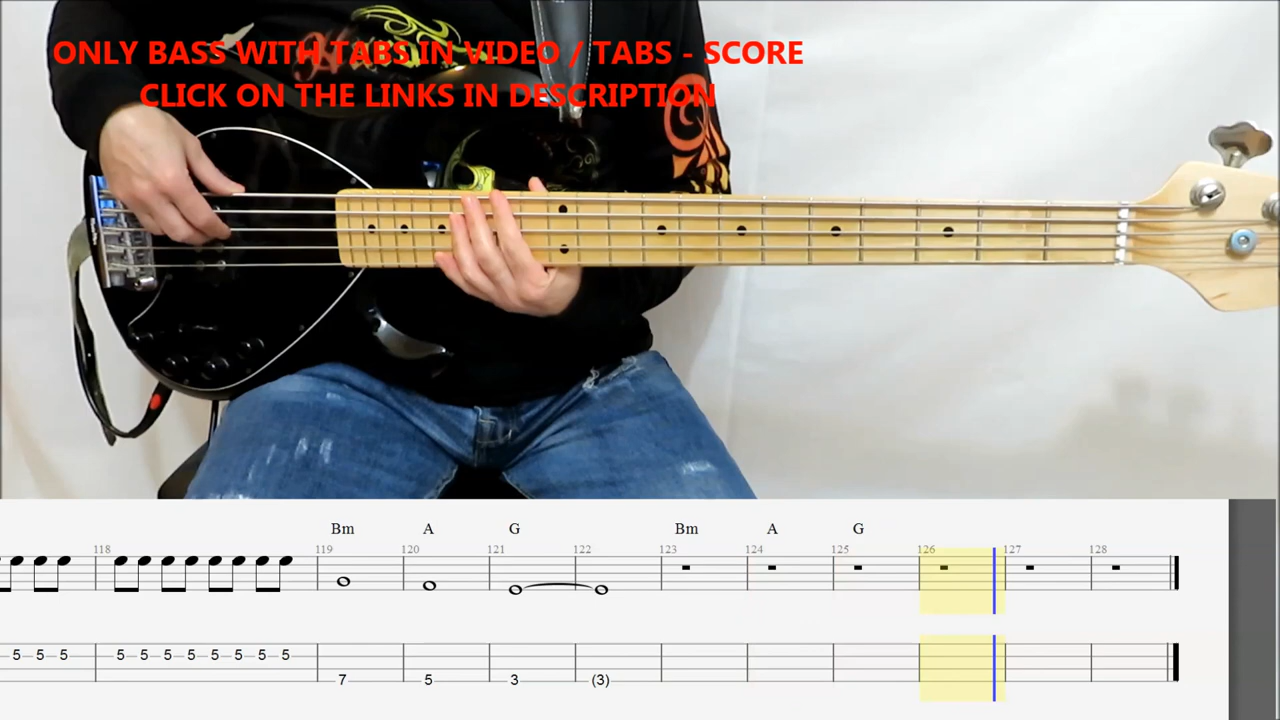 ONLY BASS WITH TABS IN VIDEO / TABS - SCORE
CLICK ON THE LINKS IN DESCRIPTION
Bm A G Bm A G
118 119 120 121 122 123 124 125 126 127 128
5 5 5 5 5 5 5 5 5 5 5
7 5 3 (3)